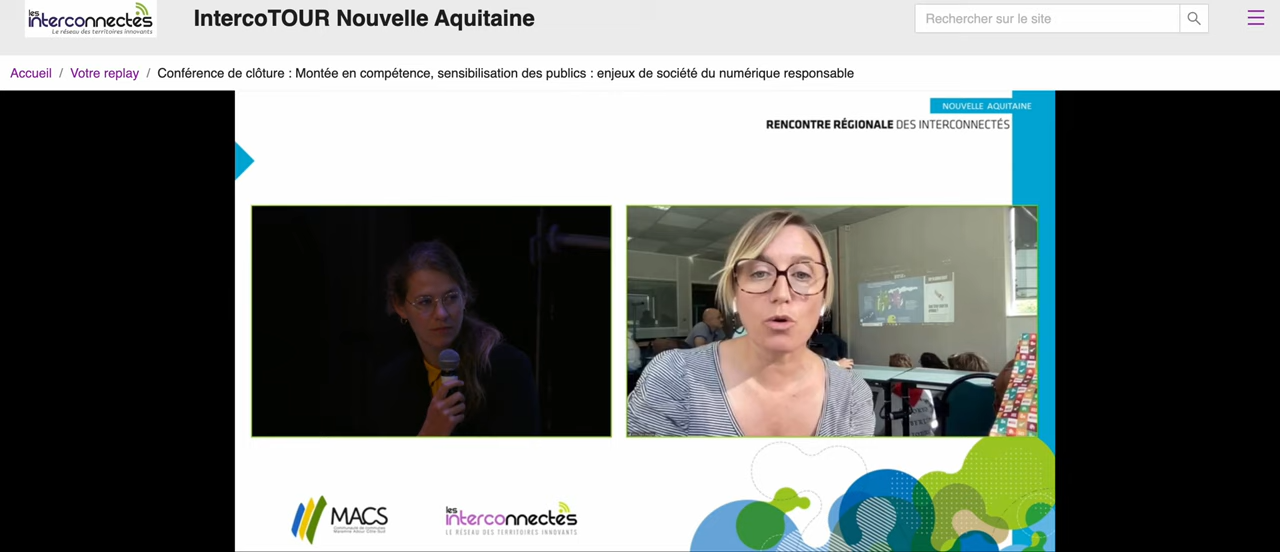 les
interconnectés
Le réseau des territoires innovants
IntercoTOUR Nouvelle Aquitaine
Rechercher sur le site
Accueil / Votre replay / Conférence de clôture : Montée en compétence, sensibilisation des publics : enjeux de société du numérique responsable
NOUVELLE AQUITAINE
RENCONTRE RÉGIONALE DES INTERCONNECTÉS
MACS
les
interconnectés
LE RÉSEAU DES TERRITOIRES INNOVANTS